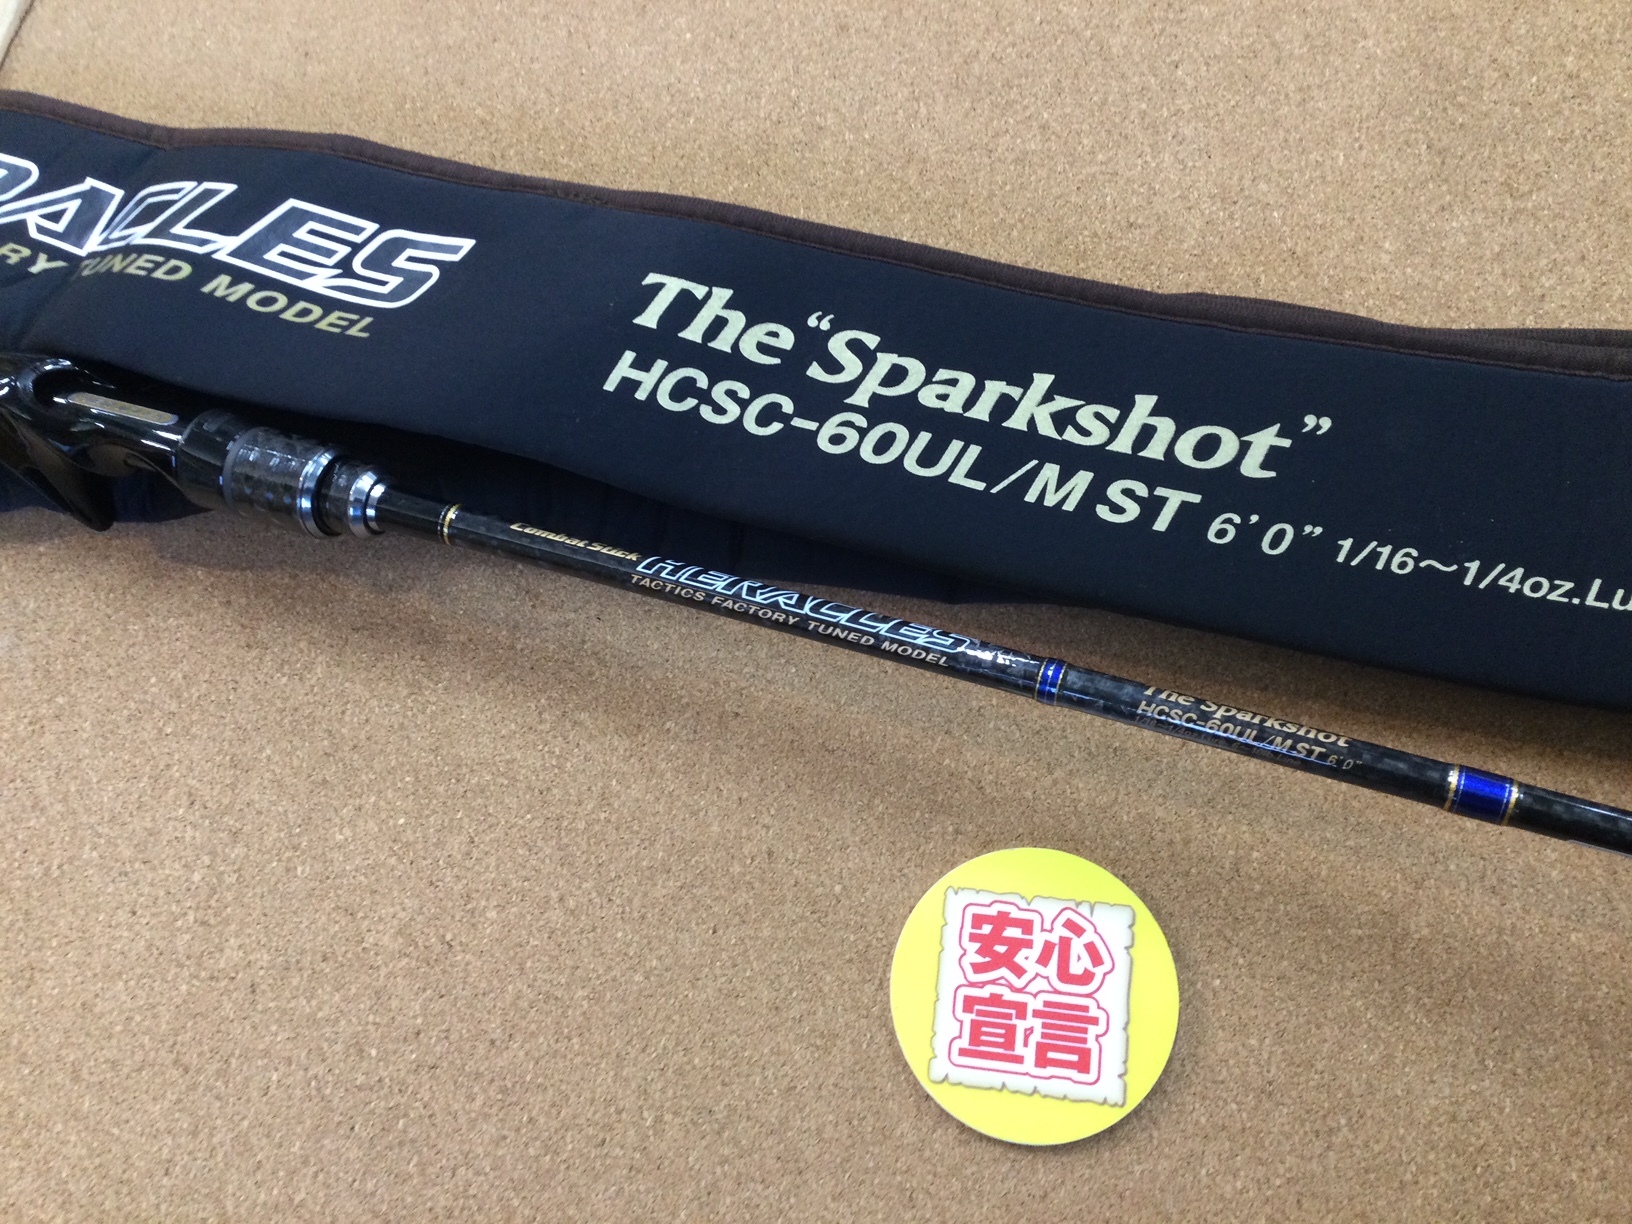 RACLES
RY TUNED MODEL
The “Sparkshot”
HCSC-60UL/M ST 6’0” 1/16~1/4oz.Lu
Combat Stick
HERACLES
TACTICS FACTORY TUNED MODEL
The Sparkshot
HCSC-60UL/M ST 6’0”
安心
宣言